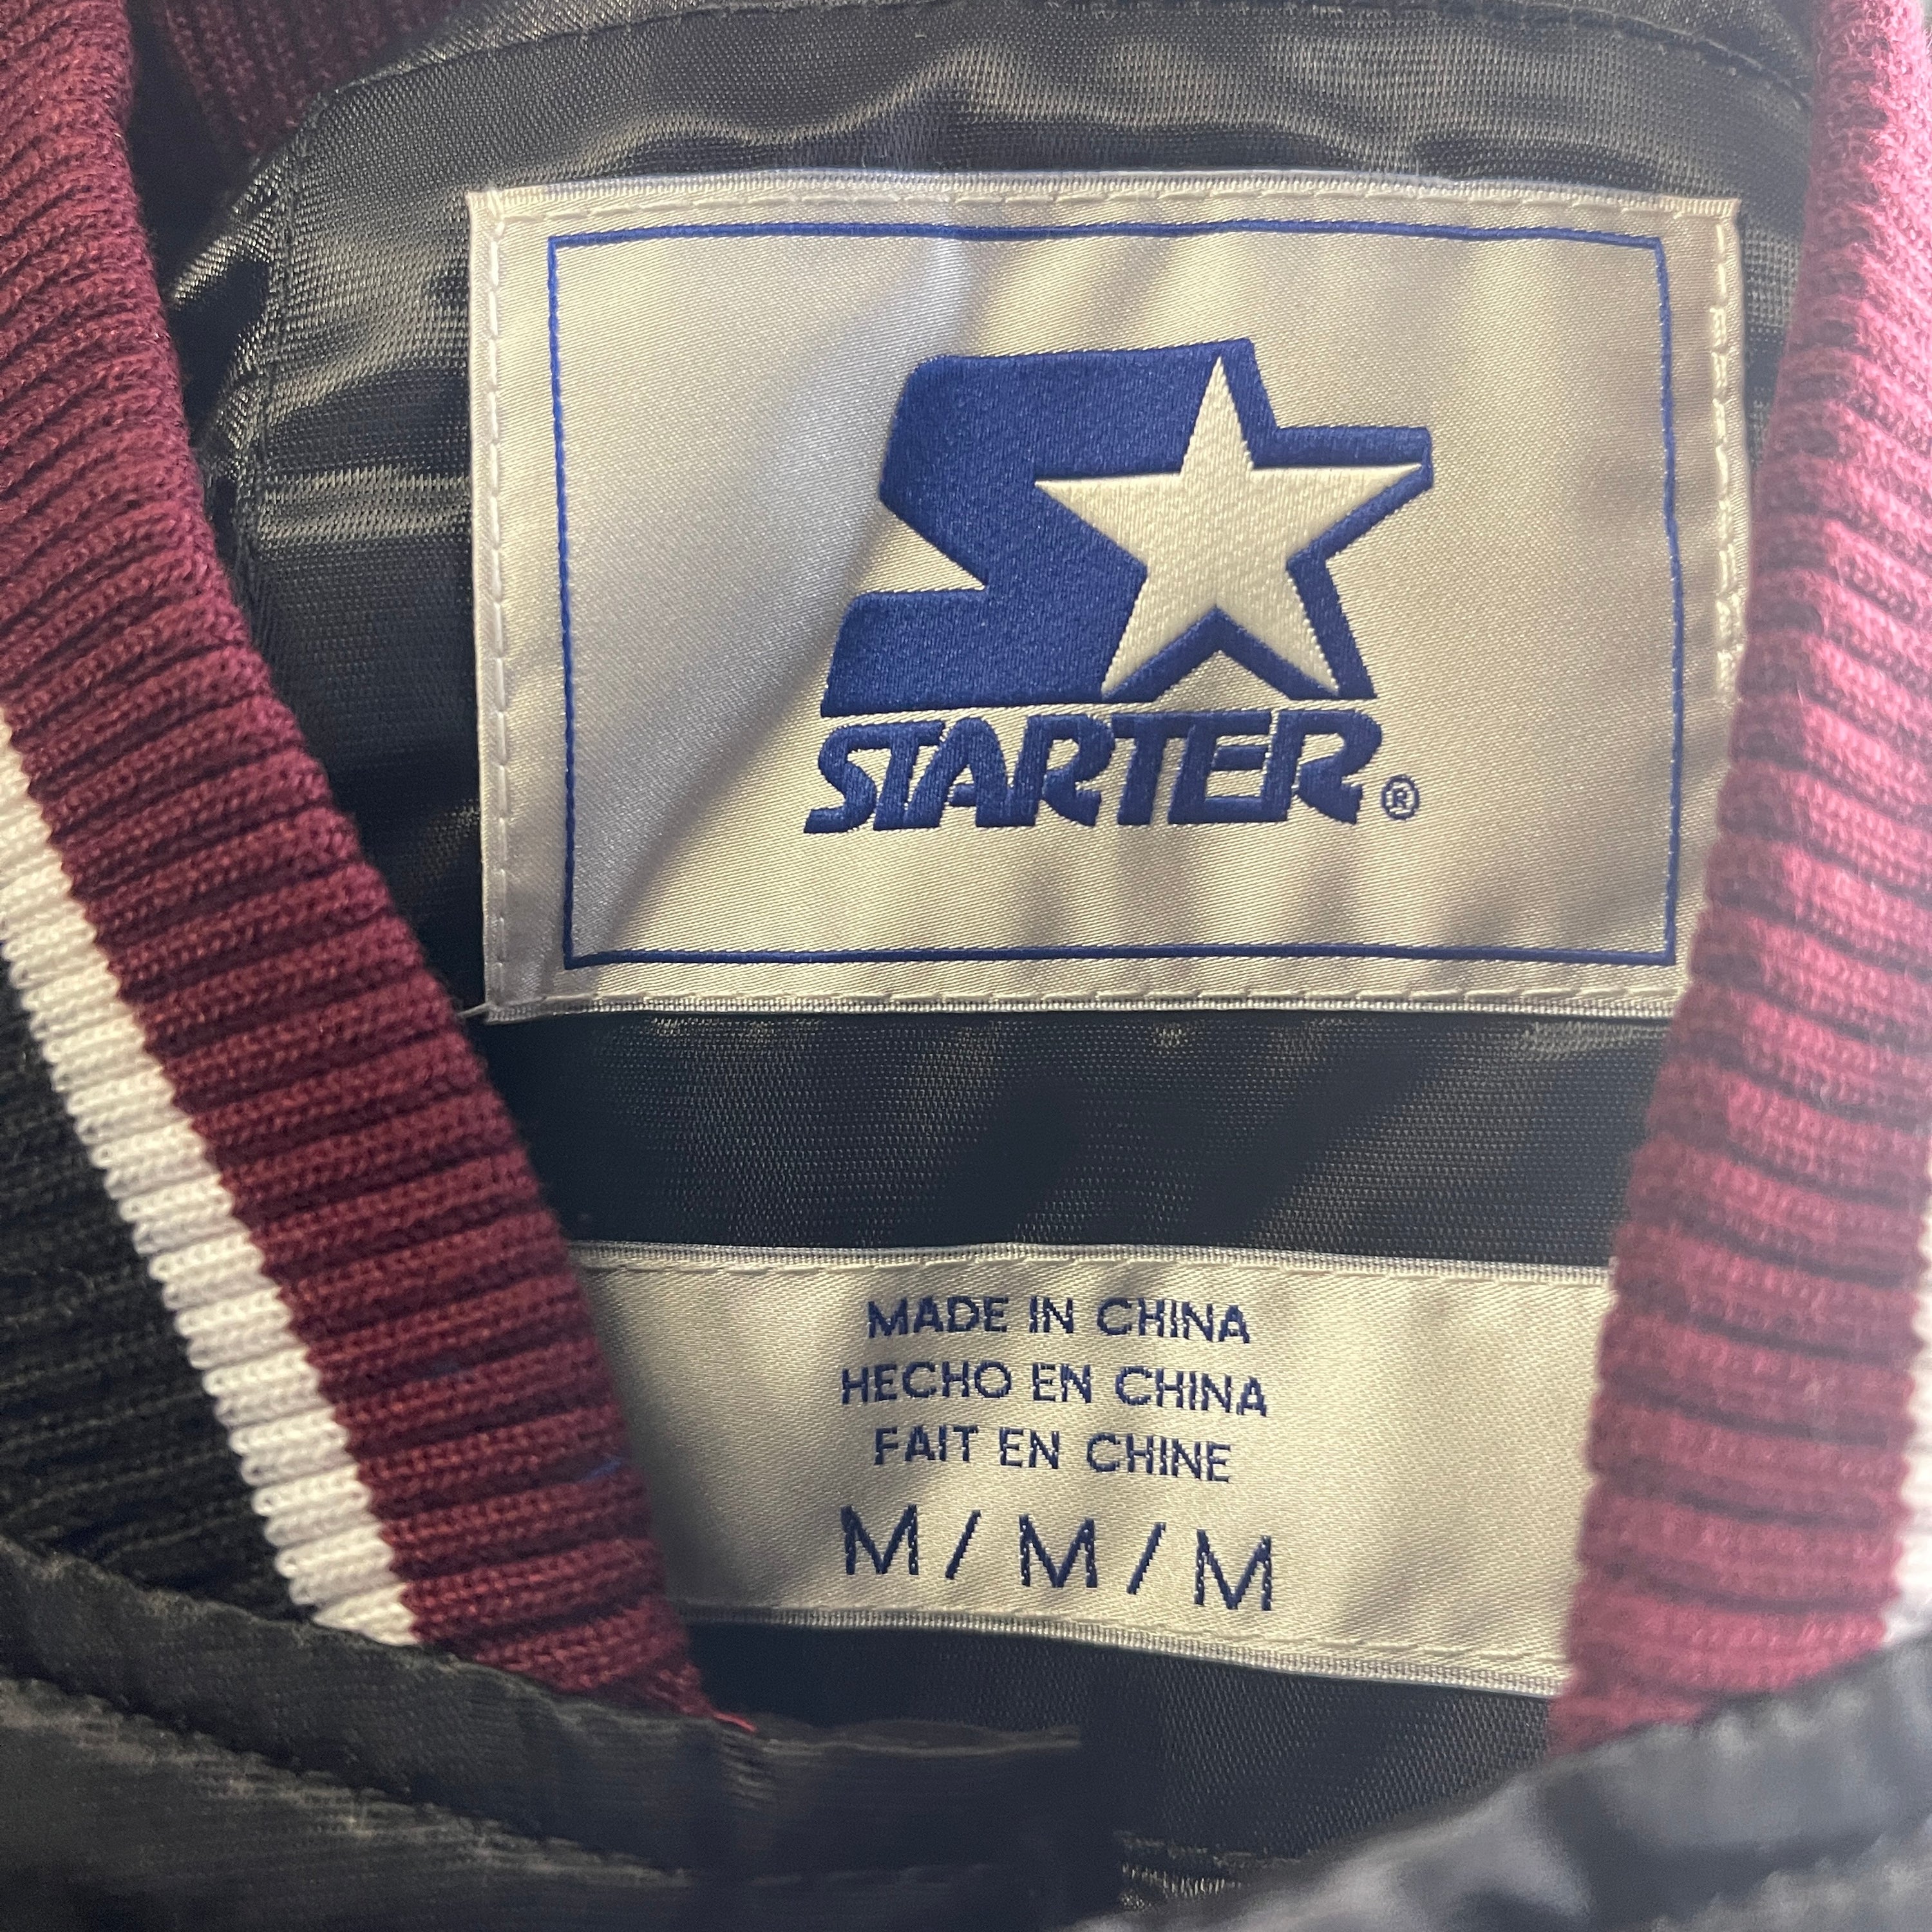 STARTER®
MADE IN CHINA
HECHO EN CHINA
FAIT EN CHINE
M / M / M